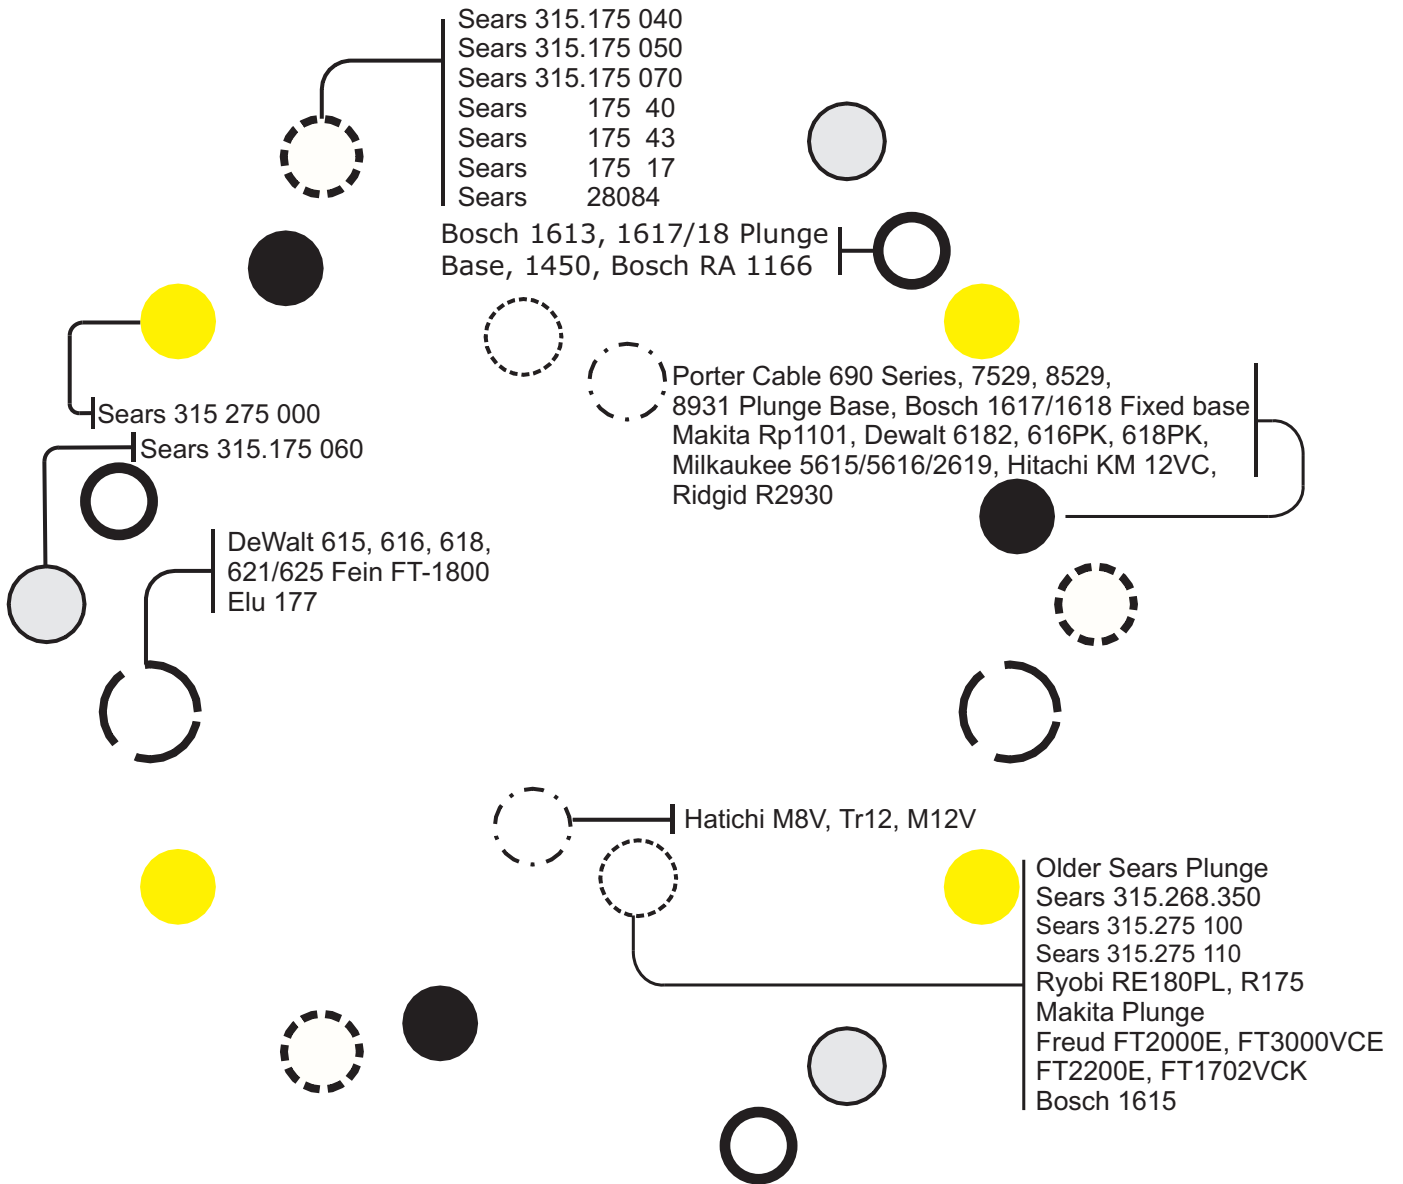 Sears 315.175 040
Sears 315.175 050
Sears 315.175 070
Sears 175 40
Sears 175 43
Sears 175 17
Sears 28084
Bosch 1613, 1617/18 Plunge
Base, 1450, Bosch RA 1166
Porter Cable 690 Series, 7529, 8529,
8931 Plunge Base, Bosch 1617/1618 Fixed base
Makita Rp1101, Dewalt 6182, 616PK, 618PK,
Milkaukee 5615/5616/2619, Hitachi KM 12VC,
Ridgid R2930
Sears 315 275 000
Sears 315.175 060
DeWalt 615, 616, 618,
621/625 Fein FT-1800
Elu 177
Hatichi M8V, Tr12, M12V
Older Sears Plunge
Sears 315.268.350
Sears 315.275 100
Sears 315.275 110
Ryobi RE180PL, R175
Makita Plunge
Freud FT2000E, FT3000VCE
FT2200E, FT1702VCK
Bosch 1615